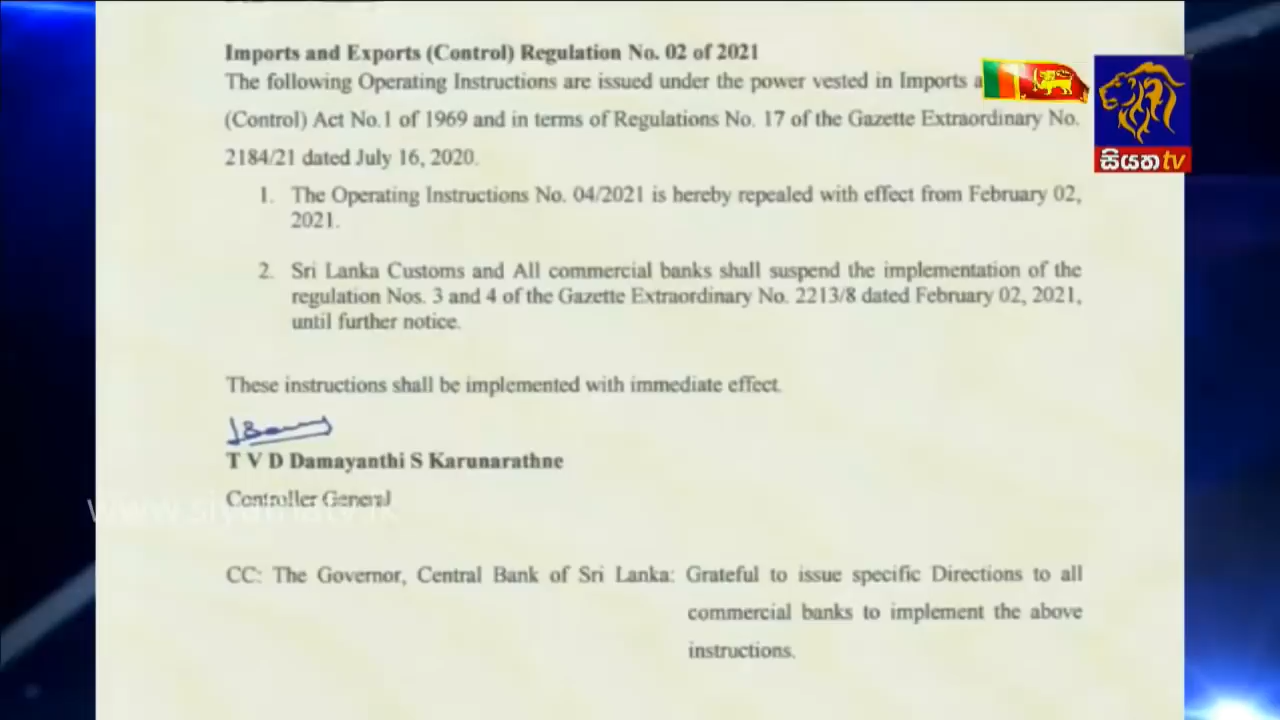 Imports and Exports (Control) Regulation No. 02 of 2021
The following Operating Instructions are issued under the power vested in Imports a
(Control) Act No.1 of 1969 and in terms of Regulations No. 17 of the Gazette Extraordinary No.
2184/21 dated July 16, 2020.
1. The Operating Instructions No. 04/2021 is hereby repealed with effect from February 02,
2021.
2. Sri Lanka Customs and All commercial banks shall suspend the implementation of the
regulation Nos. 3 and 4 of the Gazette Extraordinary No. 2213/8 dated February 02, 2021,
until further notice.
These instructions shall be implemented with immediate effect.
T V D Damayanthi S Karunarathne
Controller General
CC: The Governor, Central Bank of Sri Lanka: Grateful to issue specific Directions to all
commercial banks to implement the above
instructions.
සියත tv
www.siyathatv.lk